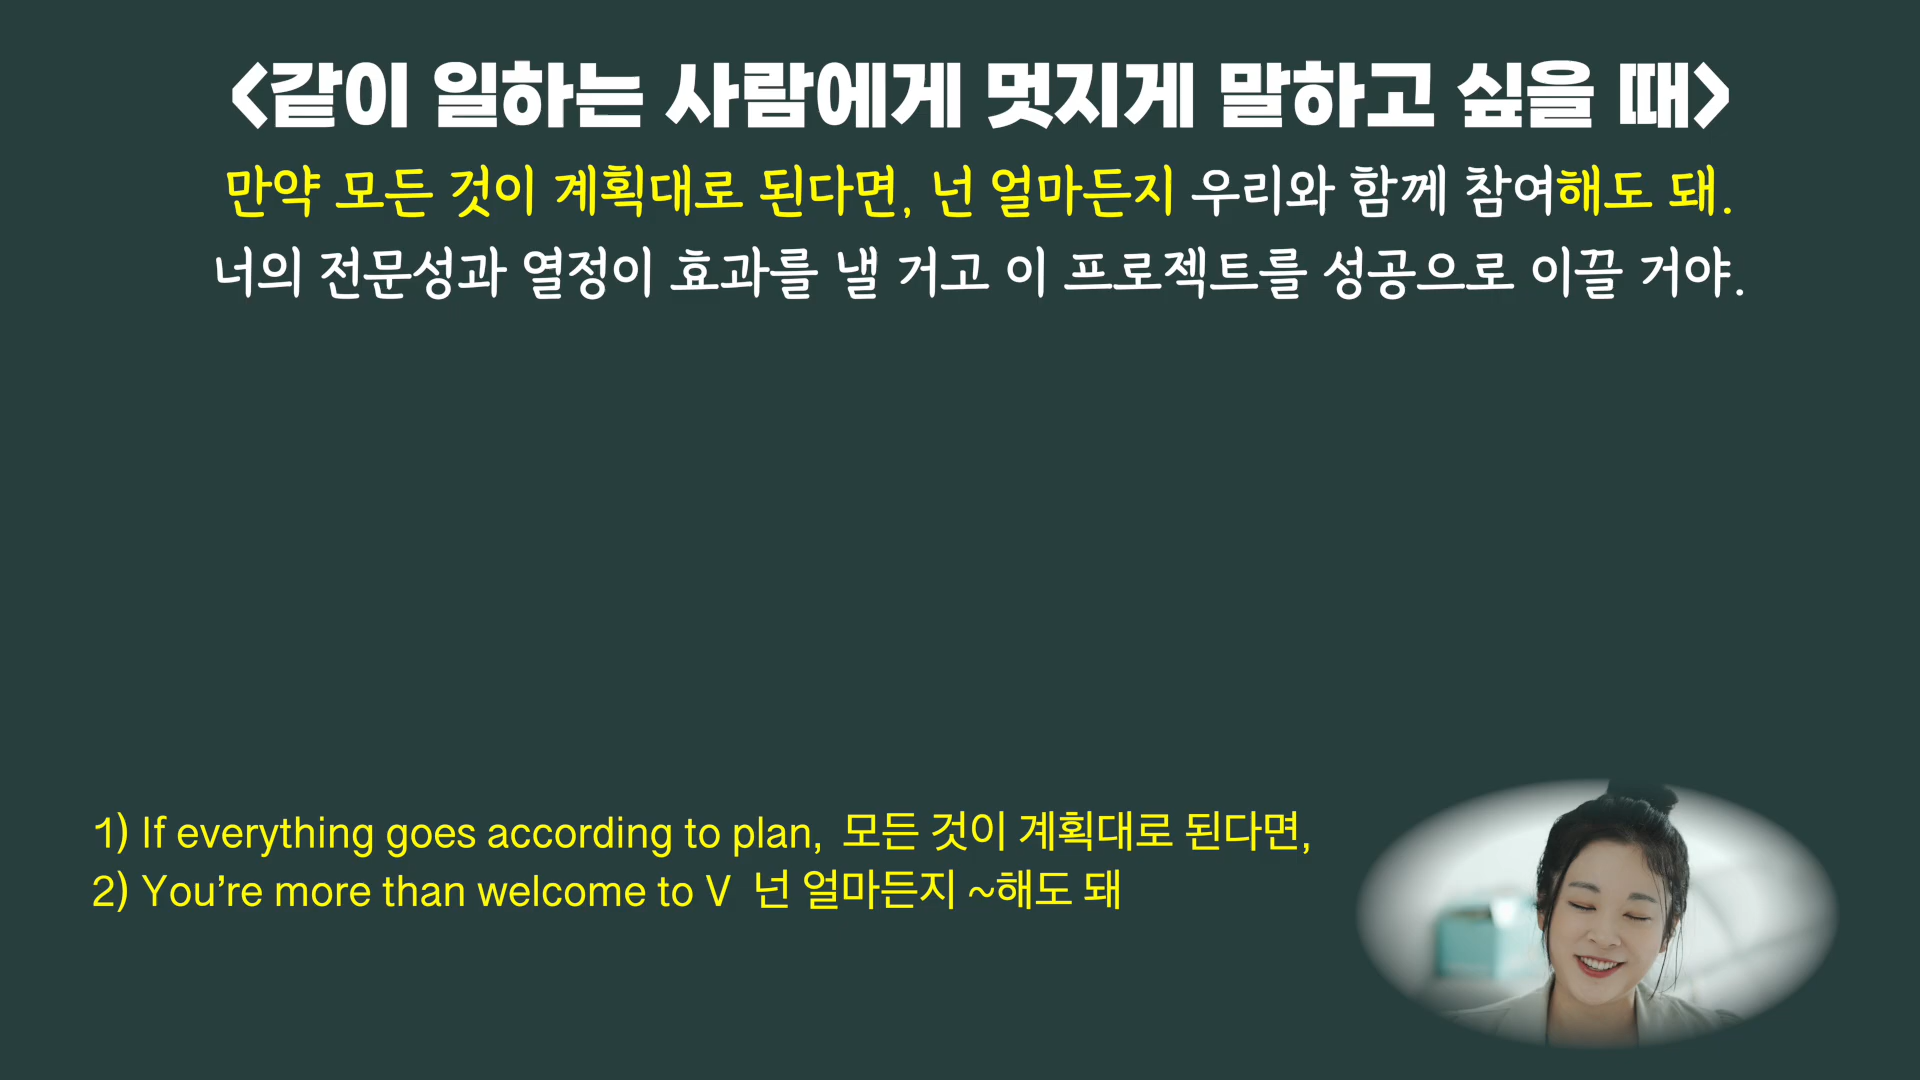 <같이 일하는 사람에게 멋지게 말하고 싶을 때>
만약 모든 것이 계획대로 된다면, 넌 얼마든지 우리와 함께 참여해도 돼.
너의 전문성과 열정이 효과를 낼 거고 이 프로젝트를 성공으로 이끌 거야.
1) If everything goes according to plan, 모든 것이 계획대로 된다면,
2) You’re more than welcome to V 넌 얼마든지 ~해도 돼